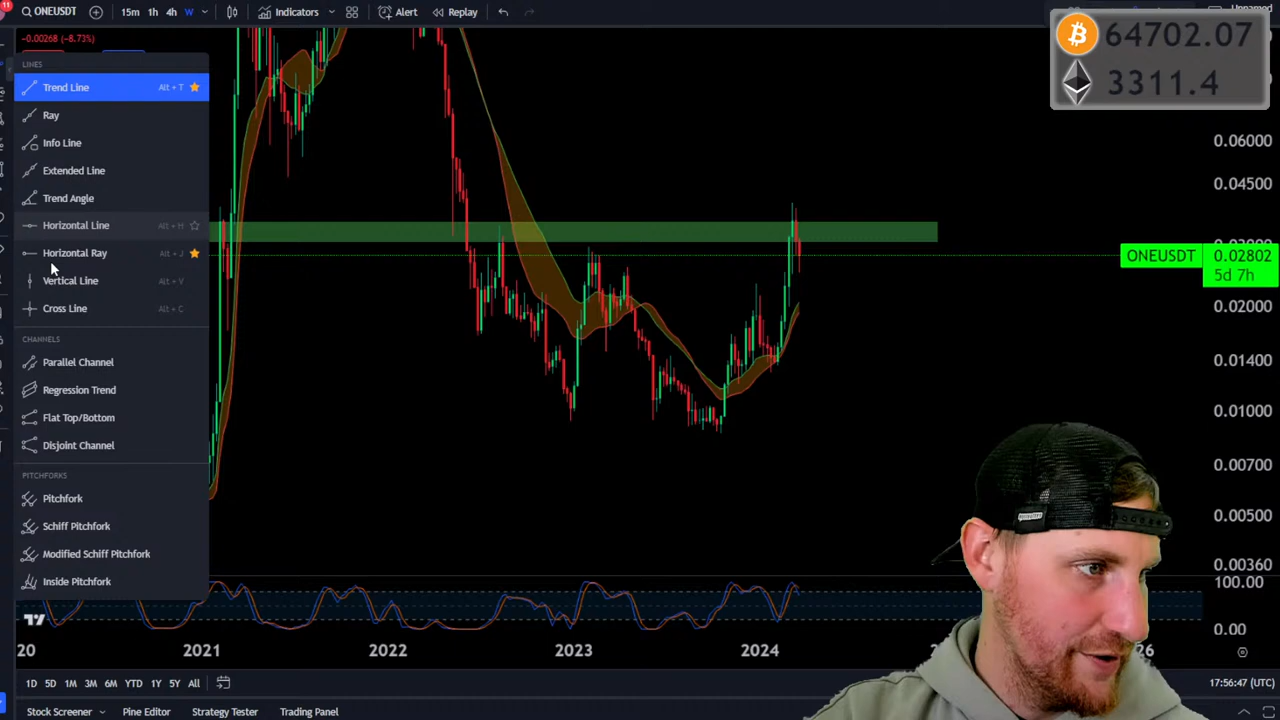 11
ONEUSDT
15m 1h 4h W
Indicators
Alert
Replay
Unnamed
−0.00268 (−8.73%)
64702.07
3311.4
LINES
Trend Line Alt + T
Ray
Info Line
Extended Line
Trend Angle
Horizontal Line Alt + H
Horizontal Ray Alt + J
Vertical Line Alt + V
Cross Line Alt + C
CHANNELS
Parallel Channel
Regression Trend
Flat Top/Bottom
Disjoint Channel
PITCHFORKS
Pitchfork
Schiff Pitchfork
Modified Schiff Pitchfork
Inside Pitchfork
0.06000
0.04500
ONEUSDT 0.02802
5d 7h
0.02000
0.01400
0.01000
0.00700
0.00500
0.00360
100.00
0.00
20 2021 2022 2023 2024
1D 5D 1M 3M 6M YTD 1Y 5Y All
17:56:47 (UTC)
Stock Screener Pine Editor Strategy Tester Trading Panel